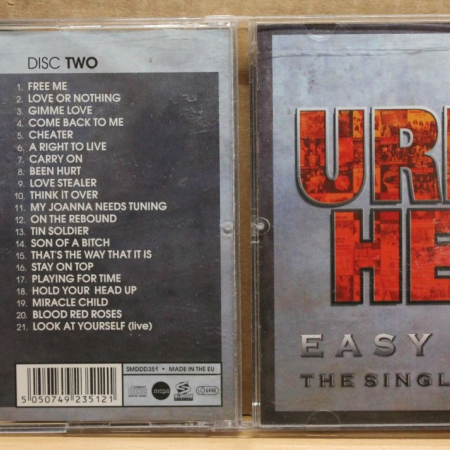 DISC TWO
1. FREE ME
2. LOVE OR NOTHING
3. GIMME LOVE
4. COME BACK TO ME
5. CHEATER
6. A RIGHT TO LIVE
7. CARRY ON
8. BEEN HURT
9. LOVE STEALER
10. THINK IT OVER
11. MY JOANNA NEEDS TUNING
12. ON THE REBOUND
13. TIN SOLDIER
14. SON OF A BITCH
15. THAT'S THE WAY THAT IT IS
16. STAY ON TOP
17. PLAYING FOR TIME
18. HOLD YOUR HEAD UP
19. MIRACLE CHILD
20. BLOOD RED ROSES
21. LOOK AT YOURSELF (live)
SMDDD351 • MADE IN THE EU
5 050749 235121
UR
HE
EASY
THE SINGL